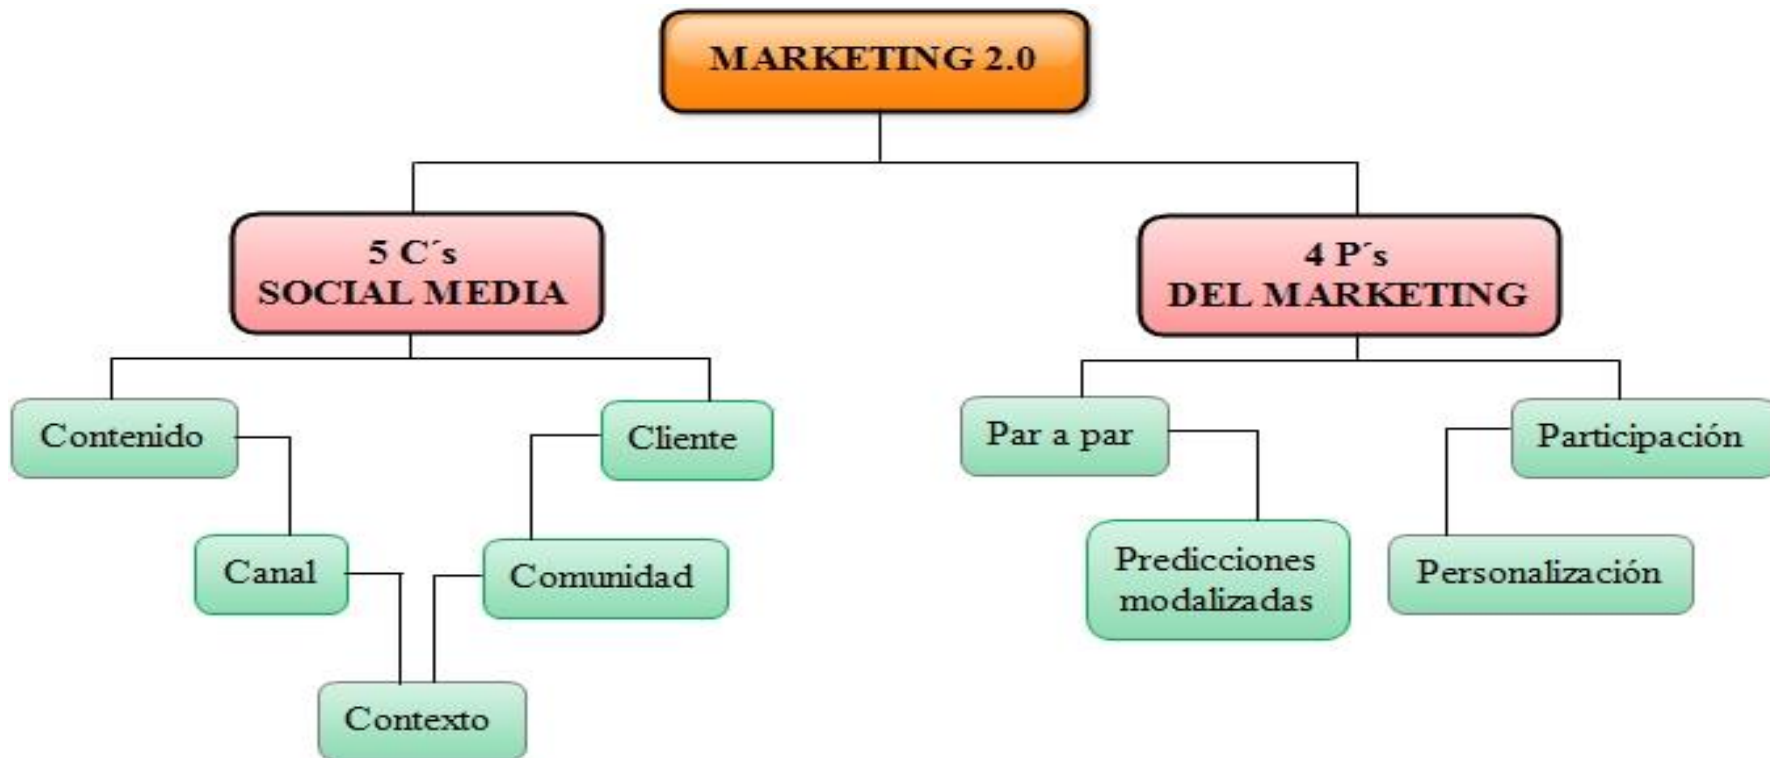 MARKETING 2.0
5 C´s
SOCIAL MEDIA
4 P´s
DEL MARKETING
Contenido
Cliente
Par a par
Participación
Canal
Comunidad
Predicciones
modalizadas
Personalización
Contexto